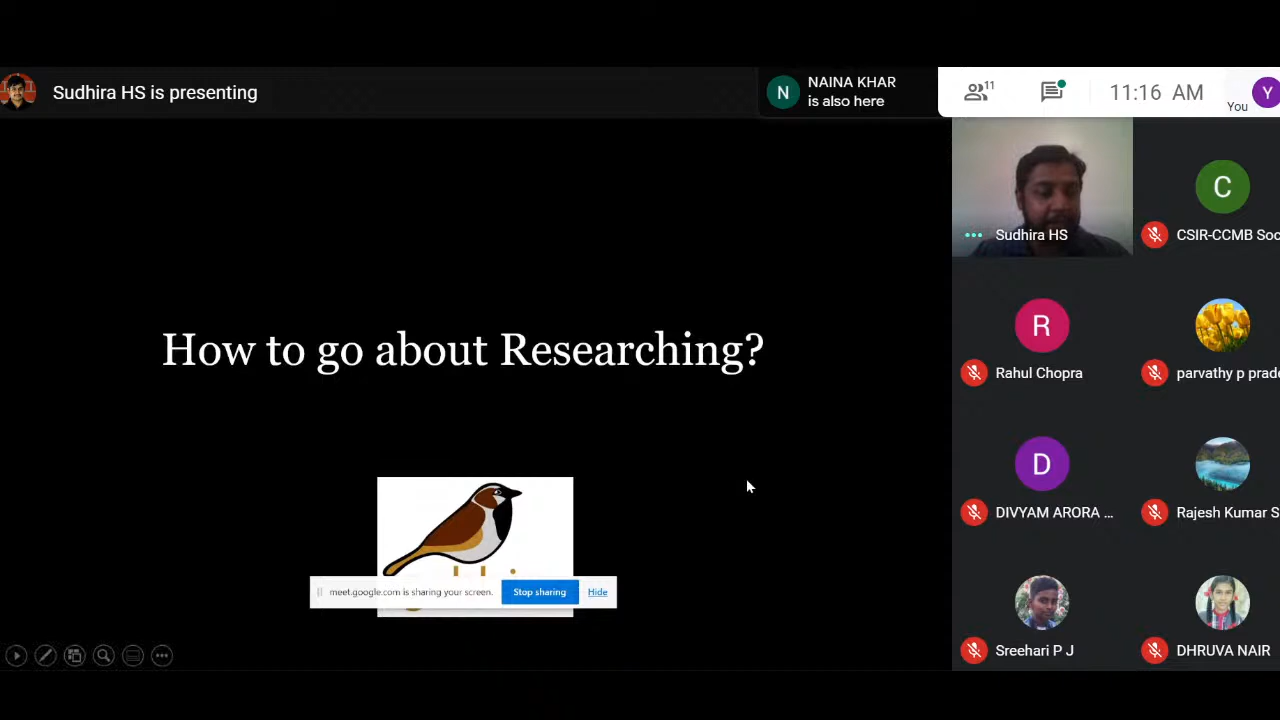 Sudhira HS is presenting
N
NAINA KHAR
is also here
11
11:16 AM
You
Y
How to go about Researching?
meet.google.com is sharing your screen.
Stop sharing
Hide
Sudhira HS
C
CSIR-CCMB Soc
R
Rahul Chopra
parvathy p prade
D
DIVYAM ARORA ...
Rajesh Kumar S
Sreehari P J
DHRUVA NAIR